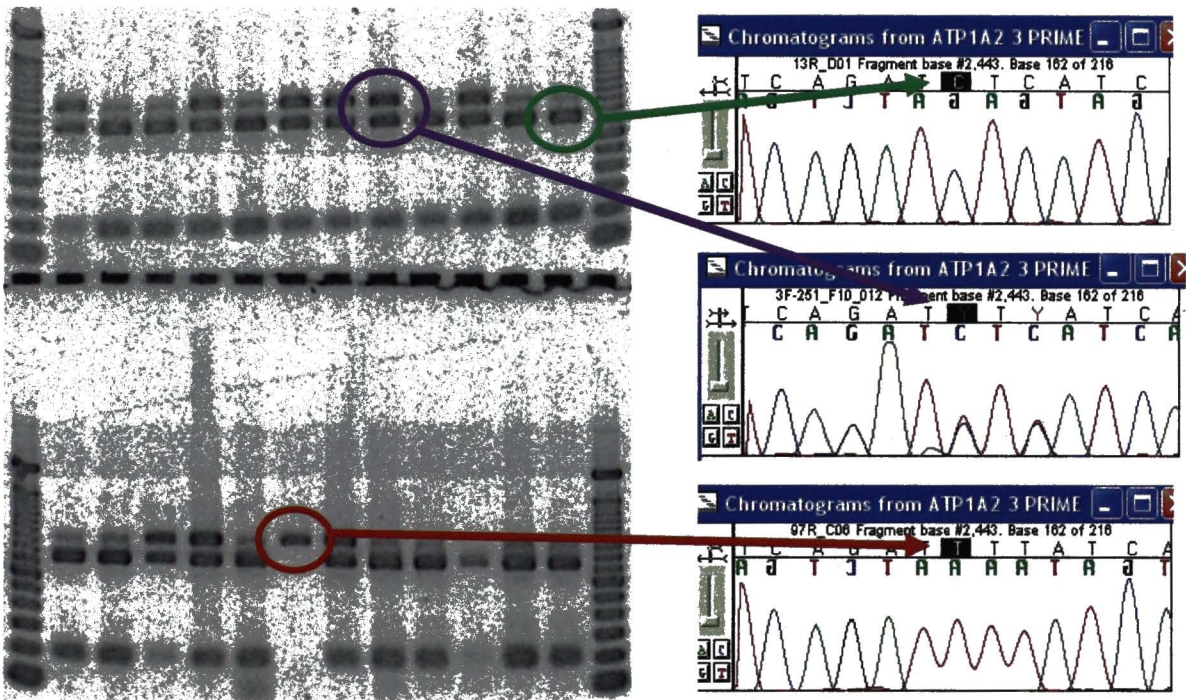 Chromatograms from ATP1A2 3 PRIME
13R_D01 Fragment base #2,443. Base 162 of 216
T C A G A T C T C A T C
A G T C T A G A G T A G
A C
G T
Chromatograms from ATP1A2 3 PRIME
3F-251_F10_012 Fragment base #2,443. Base 162 of 216
T C A G A T Y T Y A T C A
C A G A T C T C A T C A
A C
G T
Chromatograms from ATP1A2 3 PRIME
97R_C06 Fragment base #2,443. Base 162 of 216
T C A G A T T T T A T C A
A G T C T A A A A T A G T
A C
G T